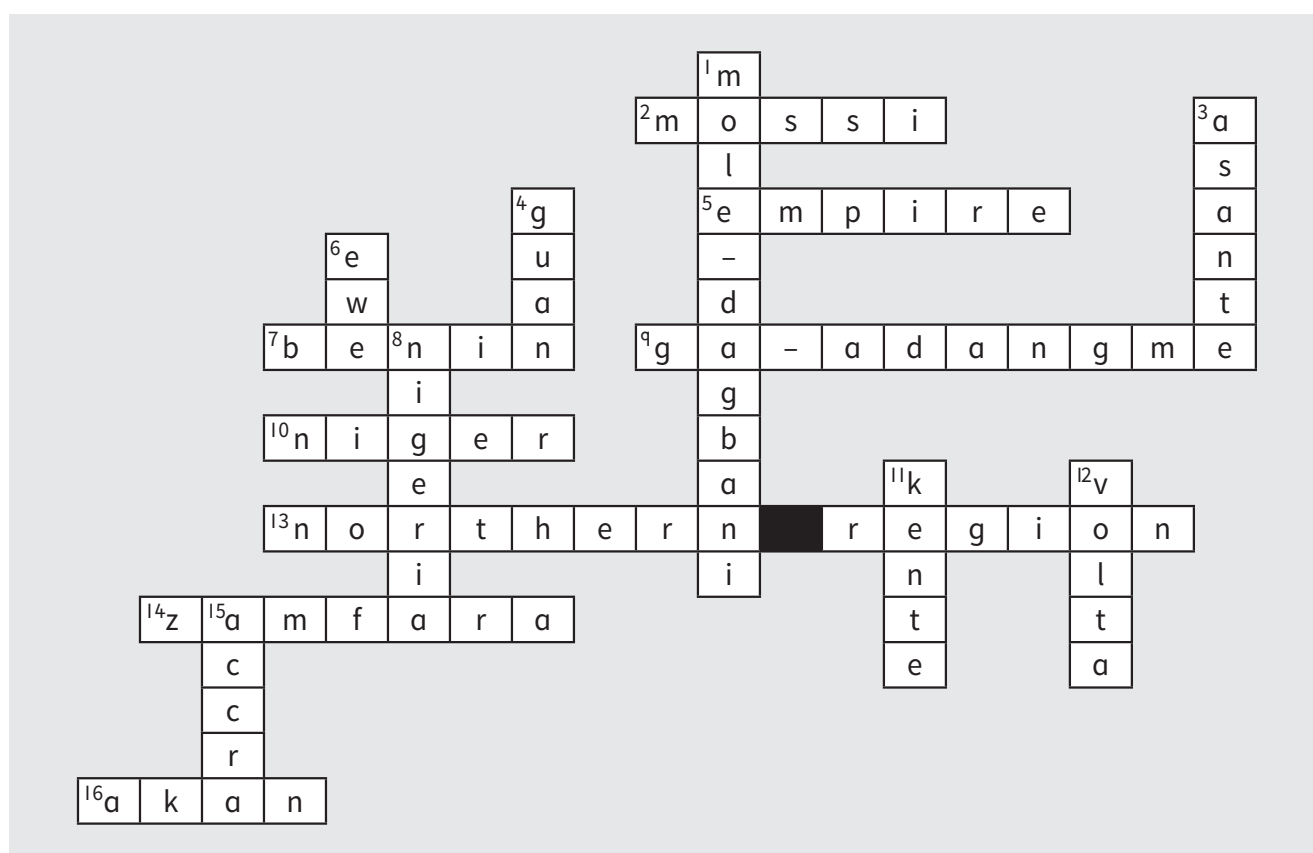 1m
2m o s s i 3a
l s
4g 5e m p i r e a
6e u – n
w a d t
7b e 8n i n 9g a – a d a n g m e
i g
10n i g e r b
e a 11k 12v
13n o r t h e r n r e g i o n
i i n l
14z 15a m f a r a t t
c e a
c
r
16a k a n